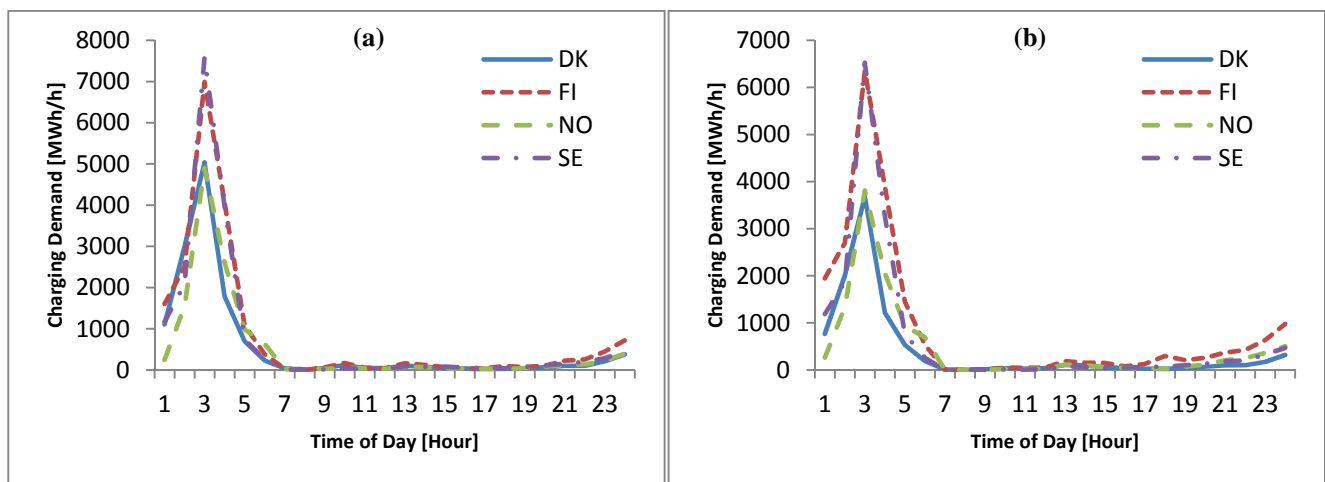 (a)
8000
7000
6000
5000
4000
3000
2000
1000
0
Charging Demand [MWh/h]
DK
FI
NO
SE
1 3 5 7 9 11 13 15 17 19 21 23
Time of Day [Hour]
(b)
7000
6000
5000
4000
3000
2000
1000
0
Charging Demand [MWh/h]
DK
FI
NO
SE
1 3 5 7 9 11 13 15 17 19 21 23
Time of Day [Hour]